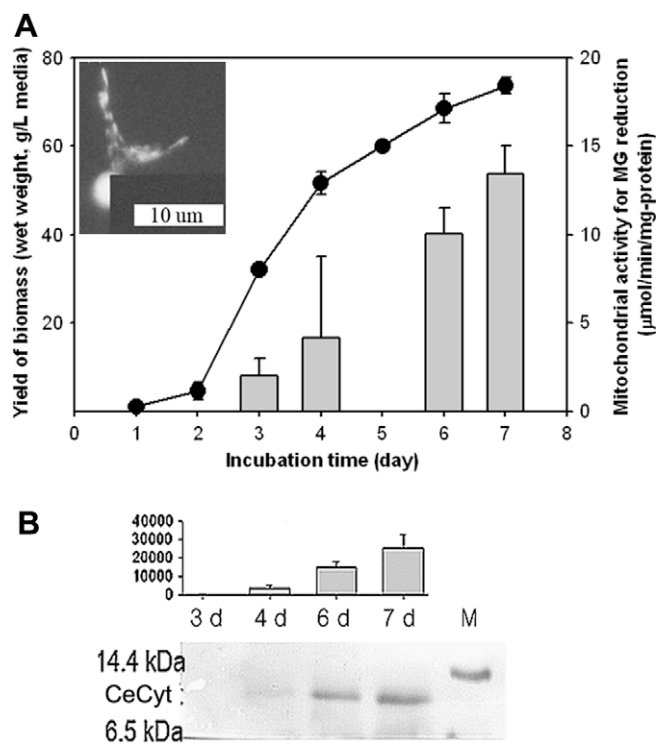 A
Yield of biomass (wet weight, g/L media)
80
60
40
20
20
15
10
5
0
Mitochondrial activity for MG reduction
(μmol/min/mg-protein)
10 um
0 1 2 3 4 5 6 7 8
Incubation time (day)
B
40000
30000
20000
10000
0
3 d 4 d 6 d 7 d M
14.4 kDa
CeCyt :
6.5 kDa